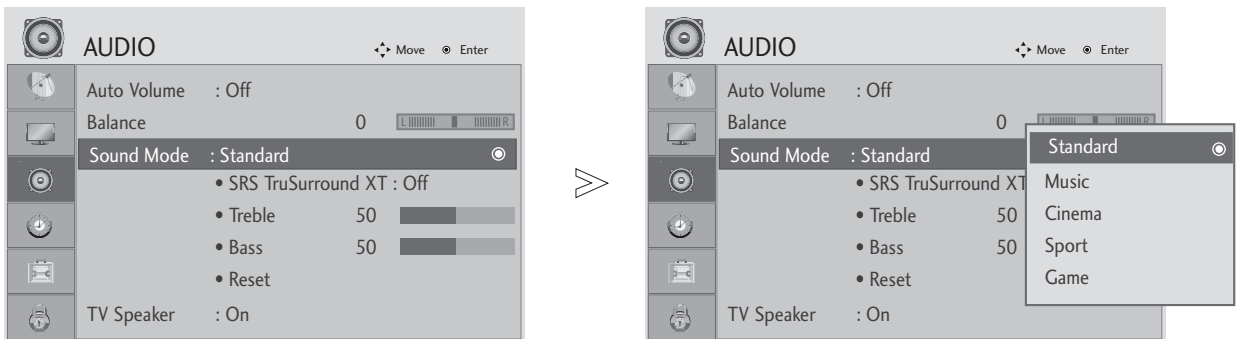 AUDIO
Move
Enter
Auto Volume : Off
Balance 0 L R
Sound Mode : Standard
• SRS TruSurround XT : Off
• Treble 50
• Bass 50
• Reset
TV Speaker : On
AUDIO
Move
Enter
Auto Volume : Off
Balance 0 L R
Sound Mode : Standard
• SRS TruSurround XT
• Treble 50
• Bass 50
• Reset
TV Speaker : On
Standard
Music
Cinema
Sport
Game